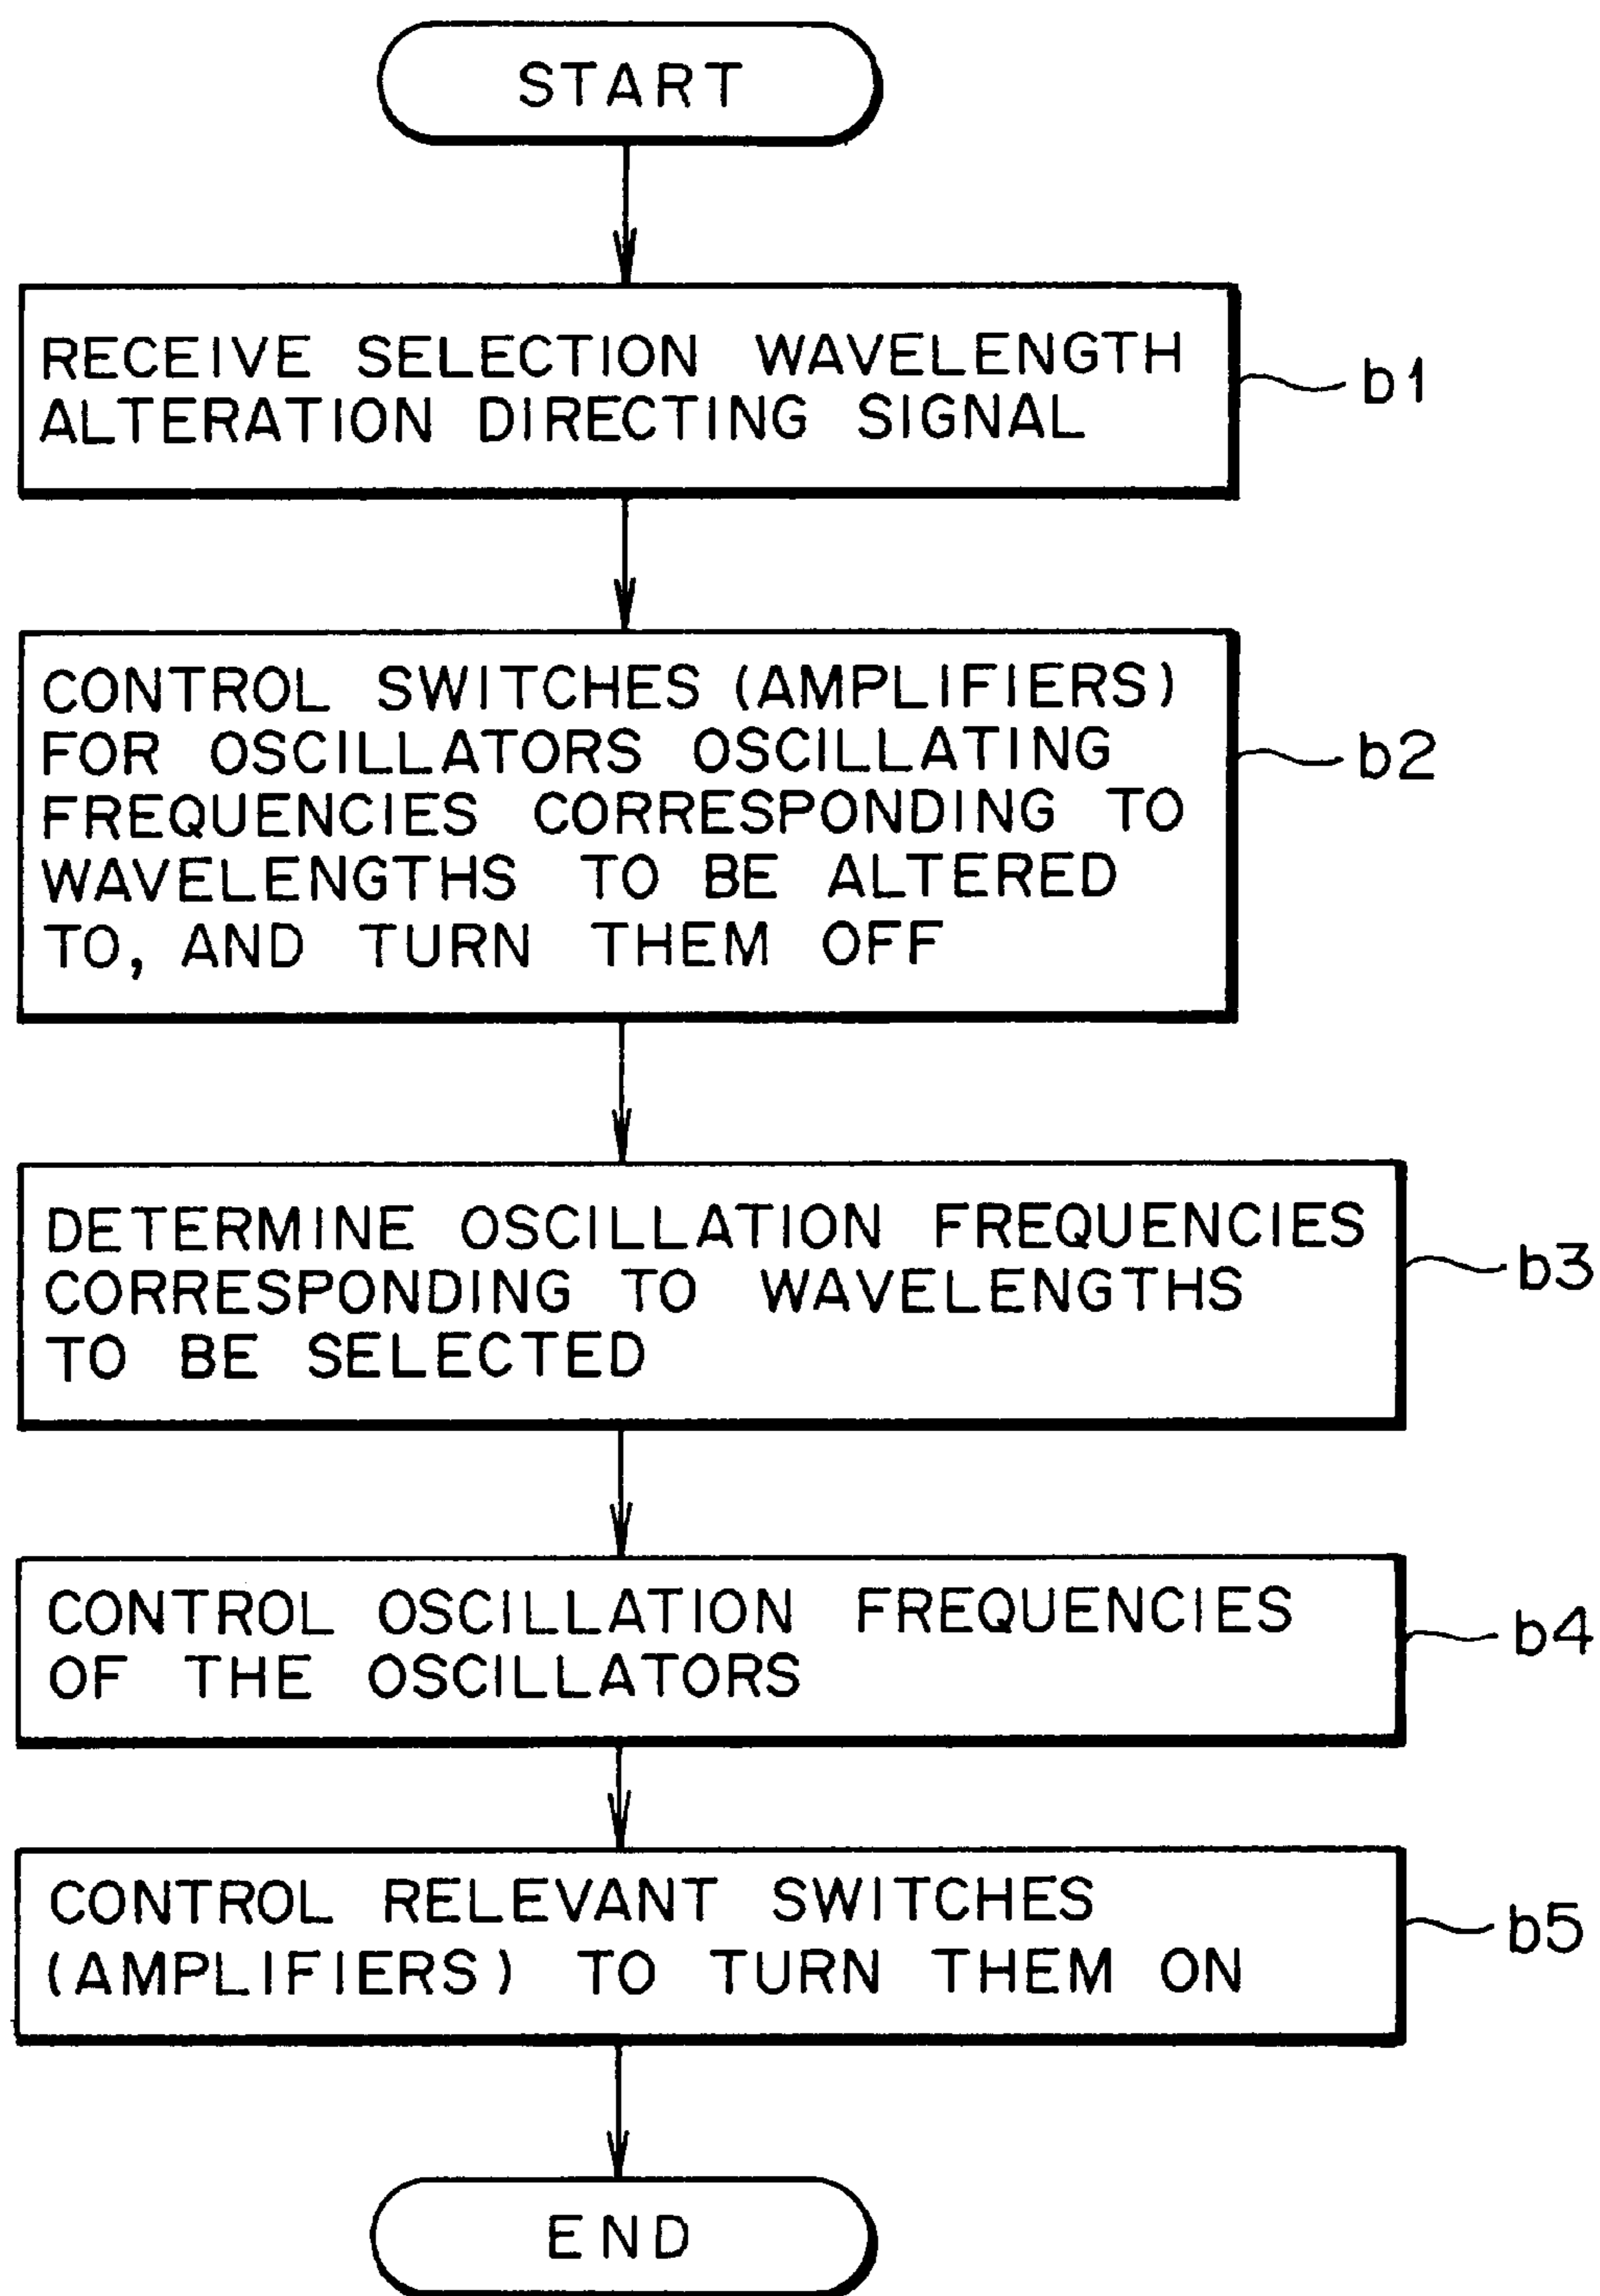 START
RECEIVE SELECTION WAVELENGTH
ALTERATION DIRECTING SIGNAL
b1
CONTROL SWITCHES (AMPLIFIERS)
FOR OSCILLATORS OSCILLATING
FREQUENCIES CORRESPONDING TO
WAVELENGTHS TO BE ALTERED
TO, AND TURN THEM OFF
b2
DETERMINE OSCILLATION FREQUENCIES
CORRESPONDING TO WAVELENGTHS
TO BE SELECTED
b3
CONTROL OSCILLATION FREQUENCIES
OF THE OSCILLATORS
b4
CONTROL RELEVANT SWITCHES
(AMPLIFIERS) TO TURN THEM ON
b5
END